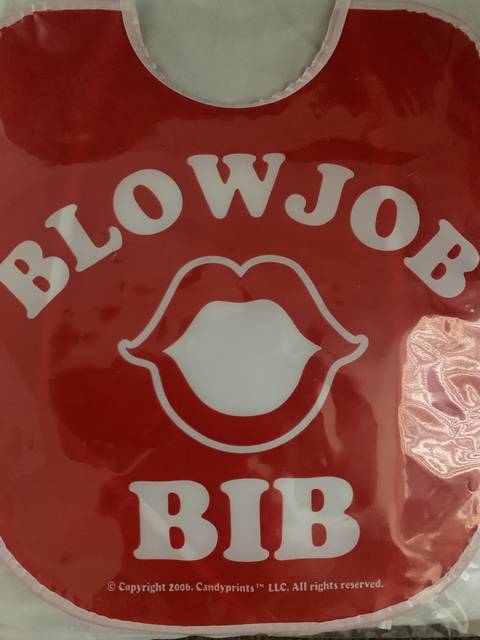 BLOWJOB
BIB
© Copyright 2006. Candyprints™ LLC. All rights reserved.